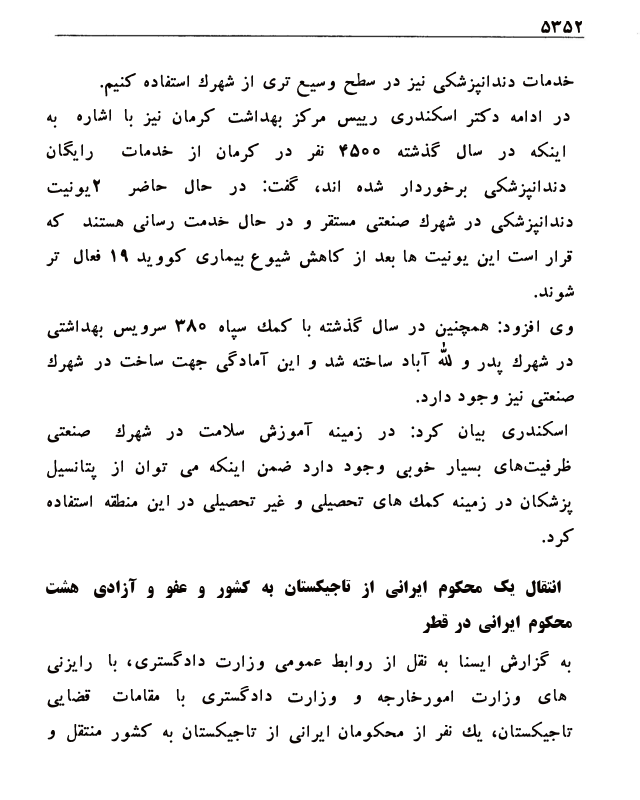 ۵۳۵۲
خدمات دندانپزشکی نیز در سطح وسیع تری از شهرك استفاده کنیم.
در ادامه دکتر اسکندری رییس مرکز بهداشت کرمان نیز با اشاره به
اینکه در سال گذشته ۴۵۰۰ نفر در کرمان از خدمات رایگان
دندانپزشکی برخوردار شده اند، گفت: در حال حاضر ۲یونیت
دندانپزشکی در شهرك صنعتی مستقر و در حال خدمت رسانی هستند که
قرار است این یونیت ها بعد از کاهش شیوع بیماری کووید ۱۹ فعال تر
شوند.
وی افزود: همچنین در سال گذشته با کمك سپاه ۳۸۰ سرویس بهداشتی
در شهرك پدر و لله آباد ساخته شد و این آمادگی جهت ساخت در شهرك
صنعتی نیز وجود دارد.
اسکندری بیان کرد: در زمینه آموزش سلامت در شهرك صنعتی
ظرفیت‌های بسیار خوبی وجود دارد ضمن اینکه می توان از پتانسیل
پزشکان در زمینه کمك های تحصیلی و غیر تحصیلی در این منطقه استفاده
کرد.
انتقال یک محکوم ایرانی از تاجیکستان به کشور و عفو و آزادی هشت
محکوم ایرانی در قطر
به گزارش ایسنا به نقل از روابط عمومی وزارت دادگستری، با رایزنی
های وزارت امورخارجه و وزارت دادگستری با مقامات قضایی
تاجیکستان، یك نفر از محکومان ایرانی از تاجیکستان به کشور منتقل و